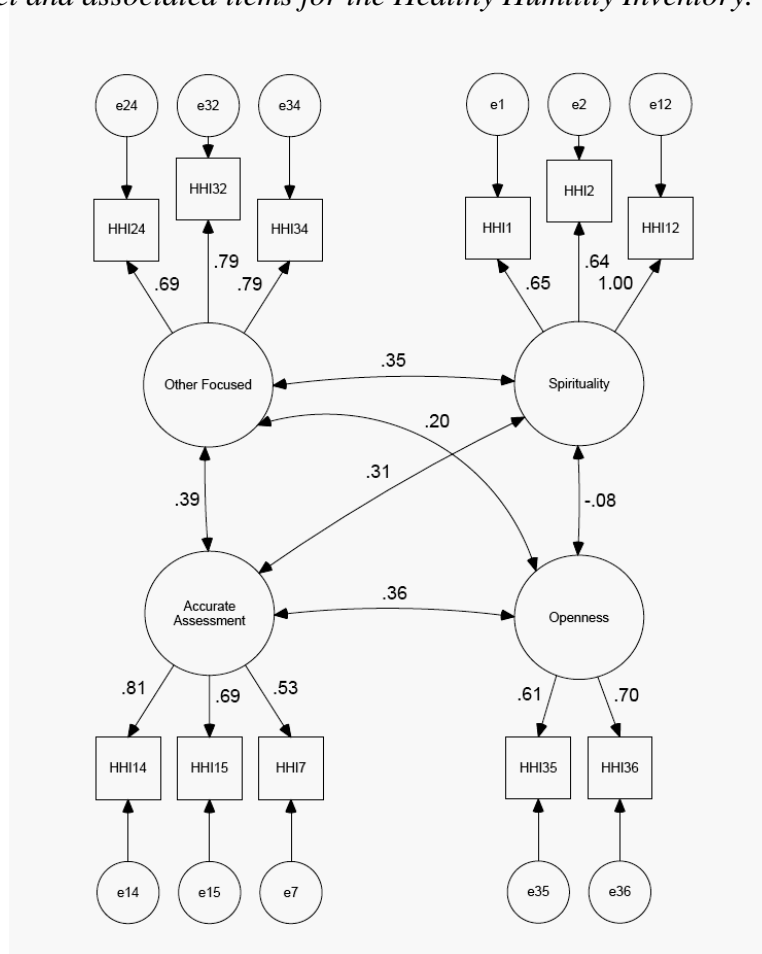 and associated items for the Healthy Humility Inventory.
e24 e32 e34 e1 e2 e12
HHI32 HHI2
HHI24 HHI34 HHI1 HHI12
.69 .79 .79 .65 .64 1.00
Other Focused Spirituality
.35
.20
.31
.39 -.08
Accurate
Assessment
Openness
.36
.81 .69 .53 .61 .70
HHI14 HHI15 HHI7 HHI35 HHI36
e14 e15 e7 e35 e36